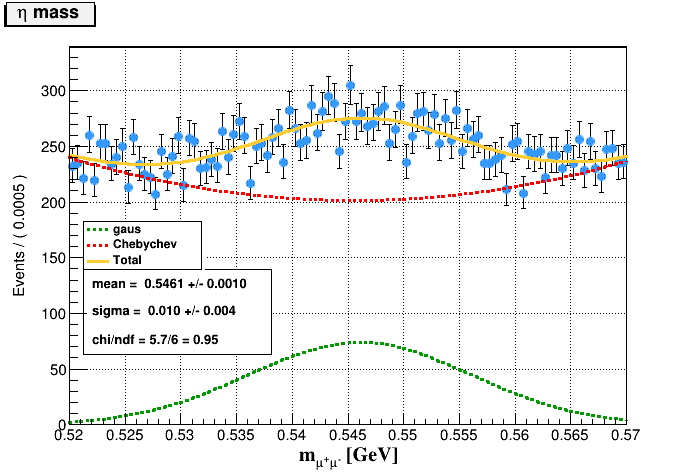 η mass
Events / ( 0.0005 )
300
250
200
150
100
50
0
gaus
Chebychev
Total
mean = 0.5461 +/- 0.0010
sigma = 0.010 +/- 0.004
chi/ndf = 5.7/6 = 0.95
0.52 0.525 0.53 0.535 0.54 0.545 0.55 0.555 0.56 0.565 0.57
m_μ⁺μ⁻ [GeV]